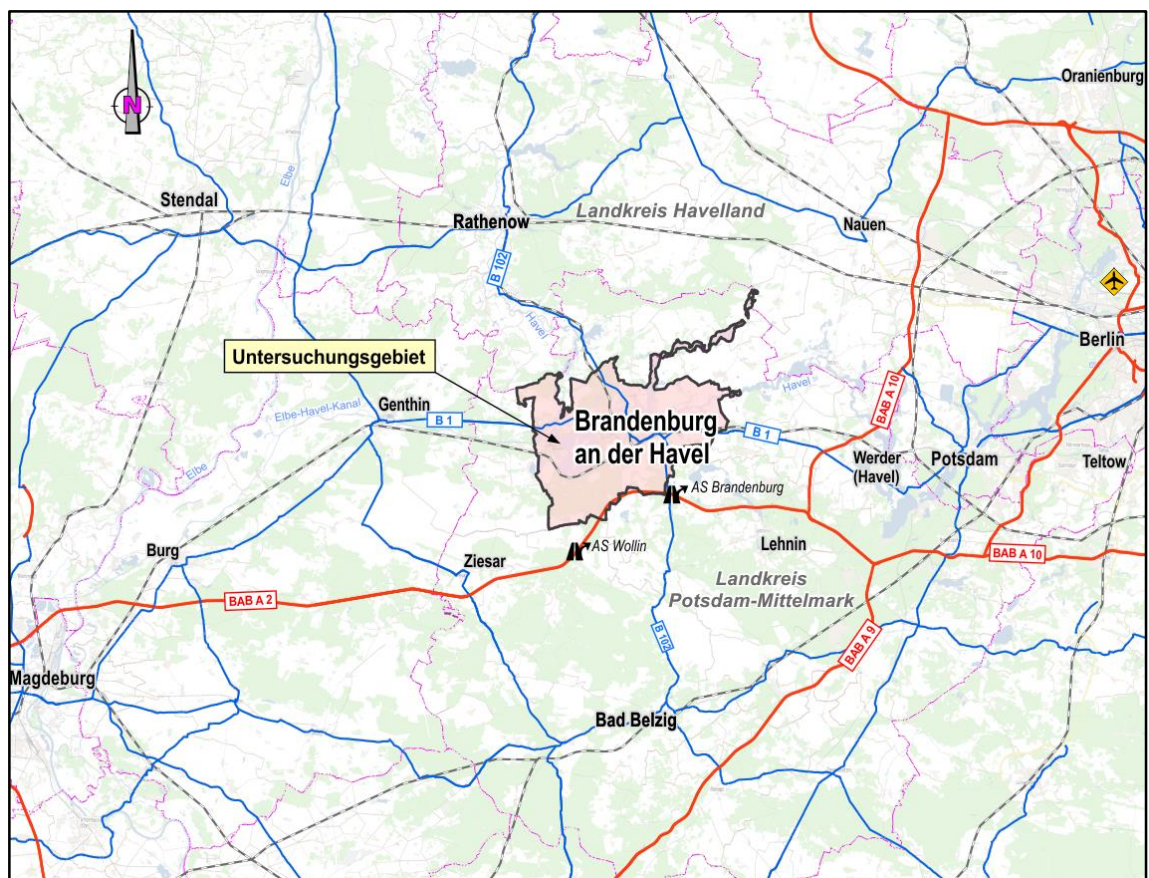 Oranienburg
N
Elbe
Stendal
Rathenow
Landkreis Havelland
Nauen
B 102
Havel
Berlin
Untersuchungsgebiet
Havel
BAB A 10
Genthin
Elbe-Havel-Kanal
B 1
Brandenburg
an der Havel
B 1
Werder
(Havel)
Potsdam
Teltow
Elbe
AS Brandenburg
Burg
Ziesar
AS Wollin
Lehnin
BAB A 10
Landkreis
Potsdam-Mittelmark
BAB A 2
B 102
BAB A 9
Magdeburg
Bad Belzig